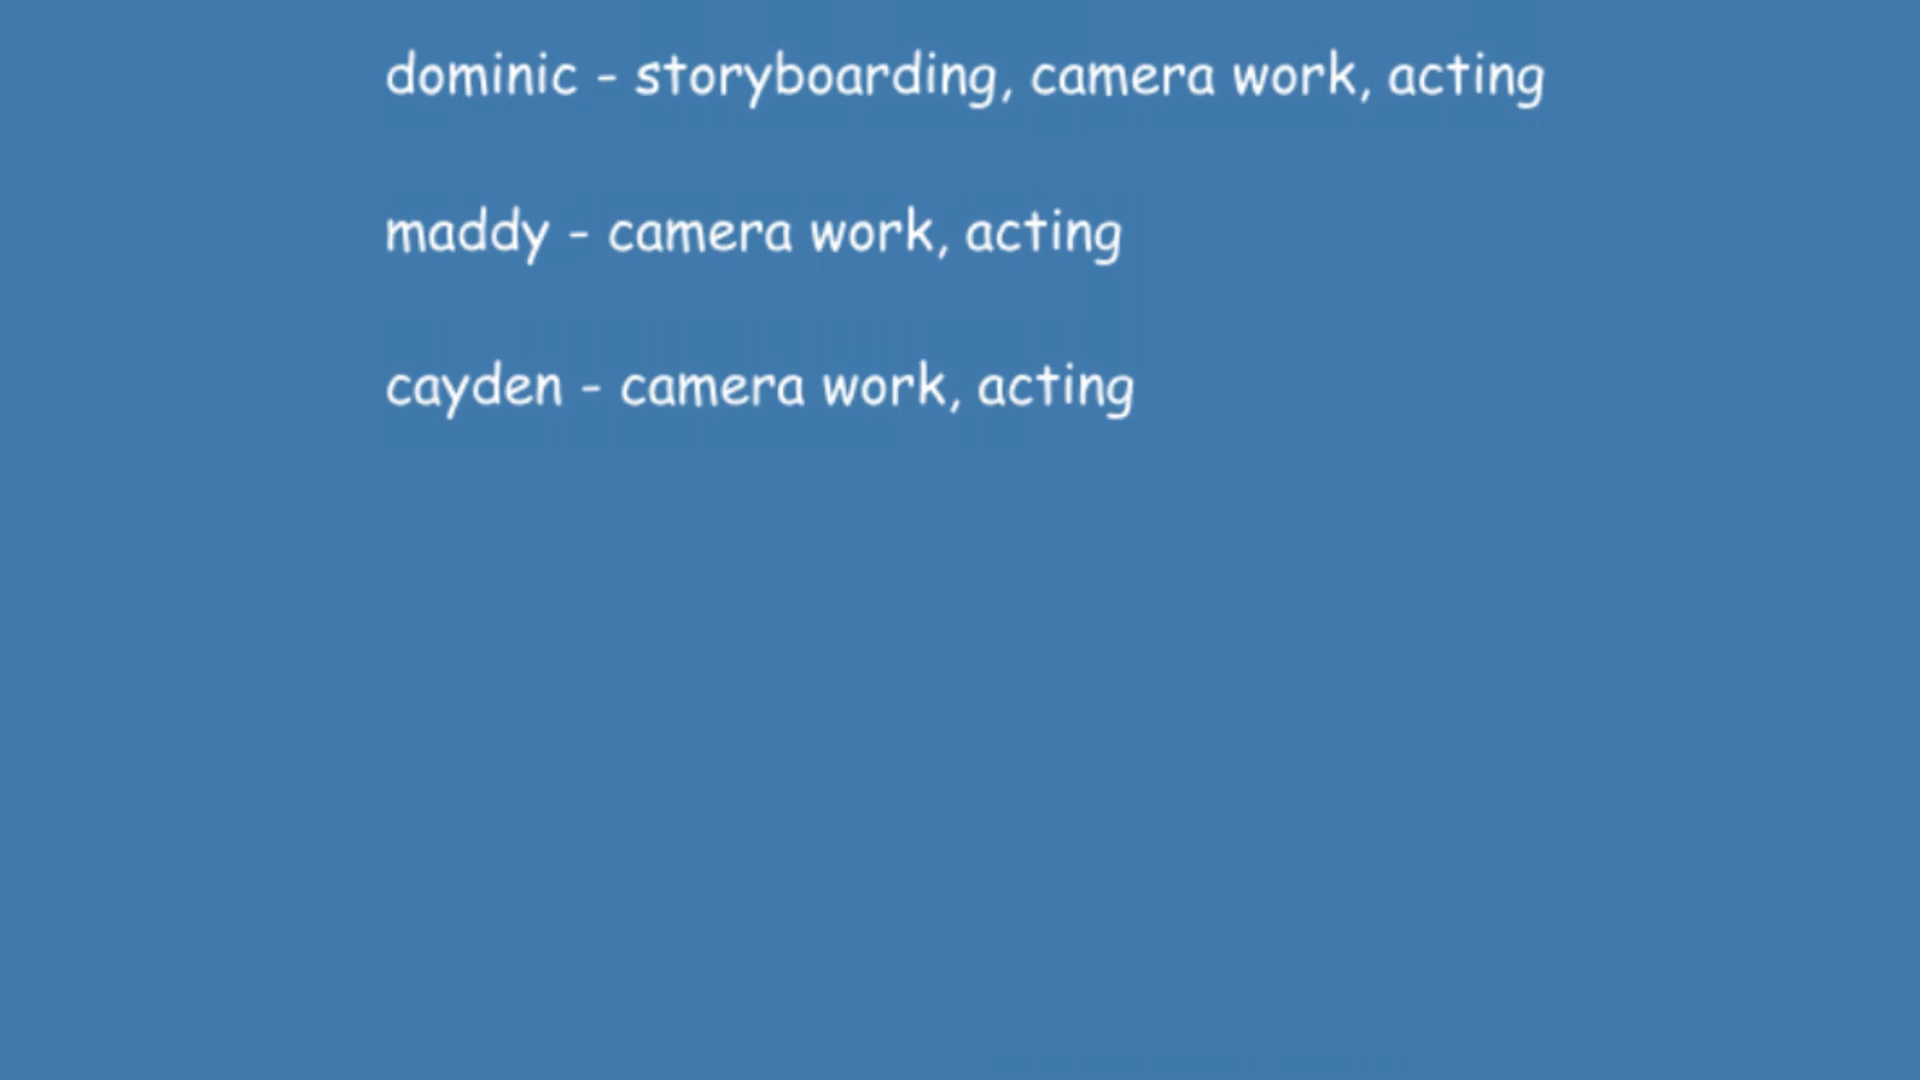 dominic - storyboarding, camera work, acting
maddy - camera work, acting
cayden - camera work, acting